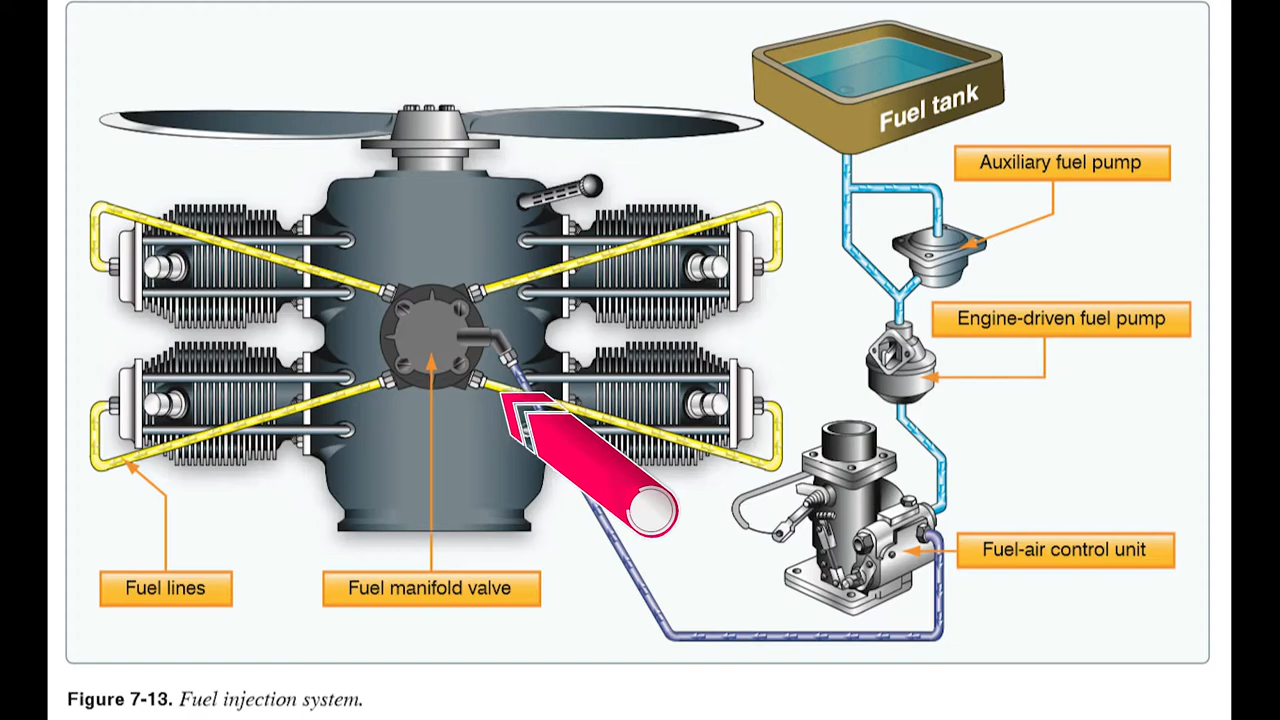 Fuel tank
Auxiliary fuel pump
Engine-driven fuel pump
Fuel-air control unit
Fuel lines
Fuel manifold valve
Figure 7-13. Fuel injection system.